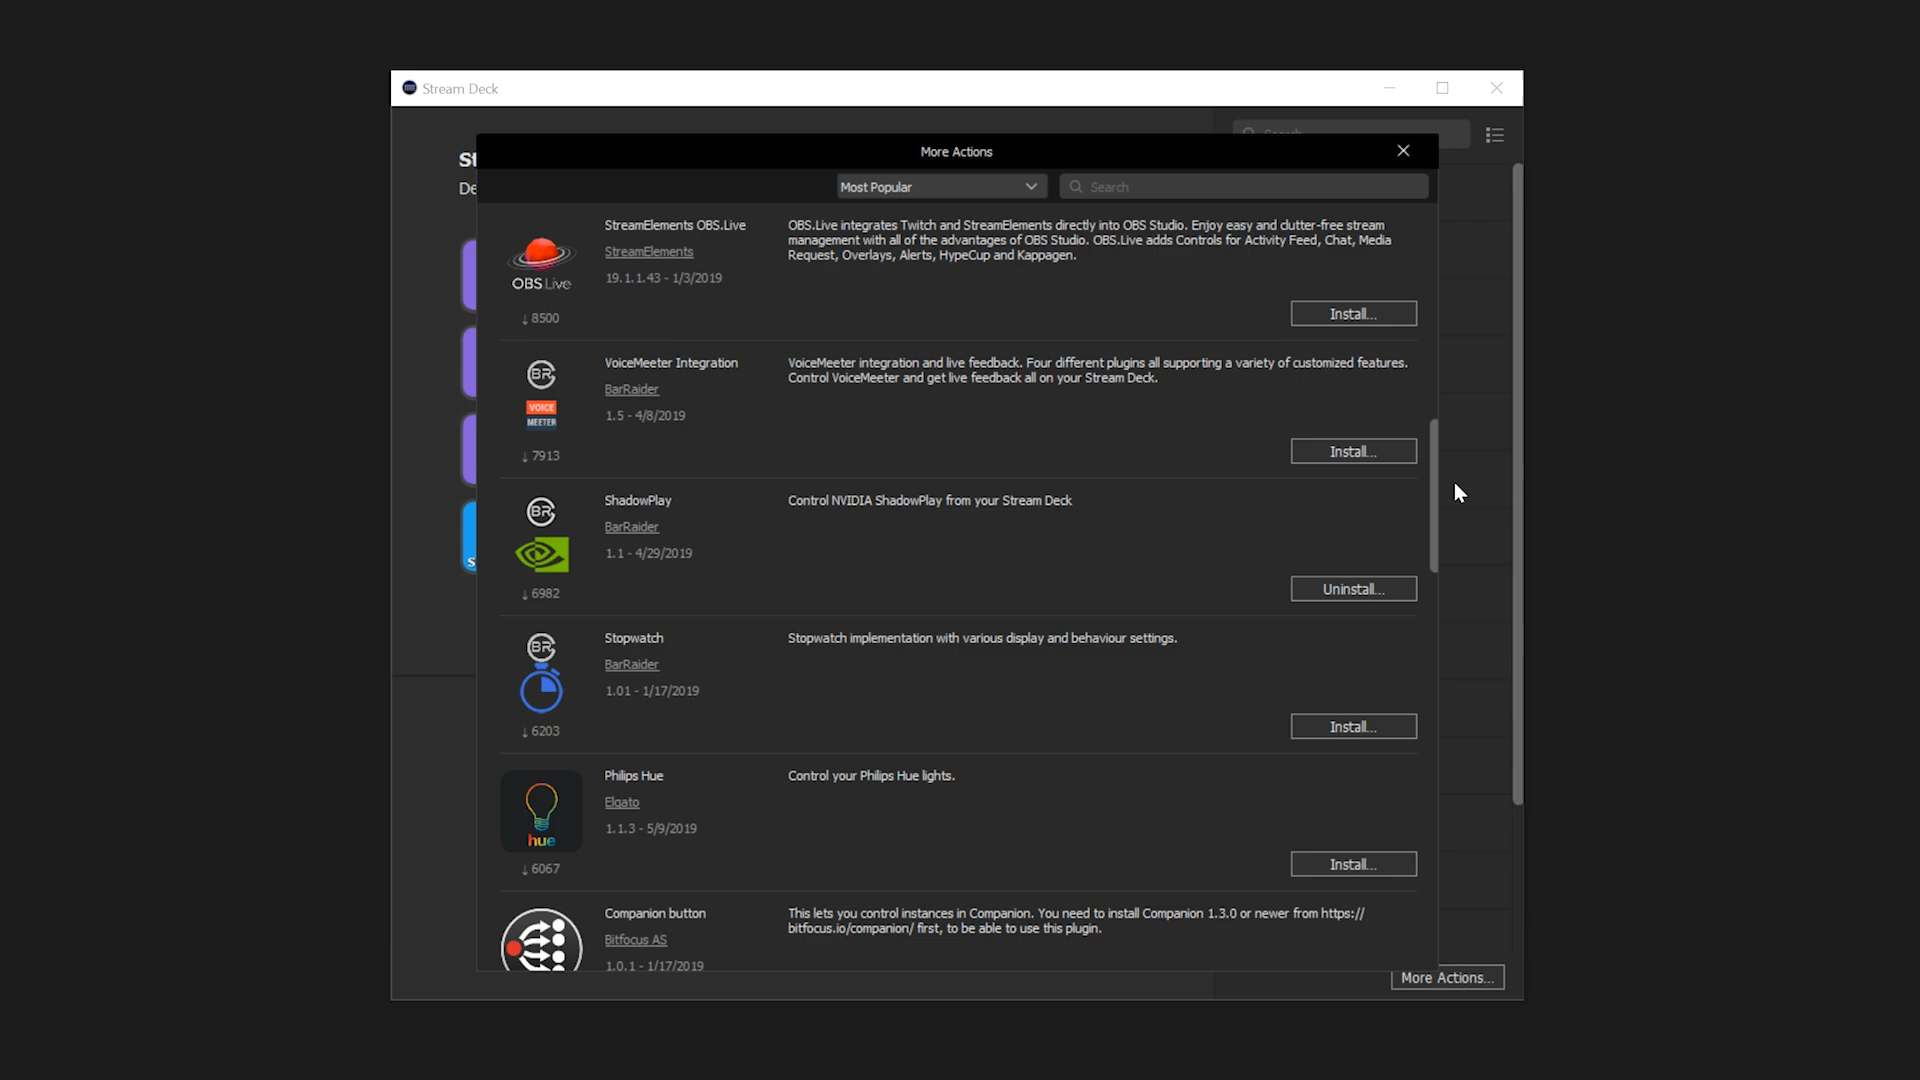 Stream Deck
Search
St
De
More Actions
Most Popular
Search
StreamElements OBS.Live
StreamElements
19.1.1.43 - 1/3/2019
OBS.Live
↓ 8500
OBS.Live integrates Twitch and StreamElements directly into OBS Studio. Enjoy easy and clutter-free stream
management with all of the advantages of OBS Studio. OBS.Live adds Controls for Activity Feed, Chat, Media
Request, Overlays, Alerts, HypeCup and Kappagen.
Install...
VoiceMeeter Integration
BarRaider
1.5 - 4/8/2019
BR
VOICE
MEETER
↓ 7913
VoiceMeeter integration and live feedback. Four different plugins all supporting a variety of customized features.
Control VoiceMeeter and get live feedback all on your Stream Deck.
Install...
ShadowPlay
BarRaider
1.1 - 4/29/2019
BR
↓ 6982
Control NVIDIA ShadowPlay from your Stream Deck
Uninstall...
S
Stopwatch
BarRaider
1.01 - 1/17/2019
BR
↓ 6203
Stopwatch implementation with various display and behaviour settings.
Install...
Philips Hue
Elgato
1.1.3 - 5/9/2019
hue
↓ 6067
Control your Philips Hue lights.
Install...
Companion button
Bitfocus AS
1.0.1 - 1/17/2019
This lets you control instances in Companion. You need to install Companion 1.3.0 or newer from https://
bitfocus.io/companion/ first, to be able to use this plugin.
More Actions...